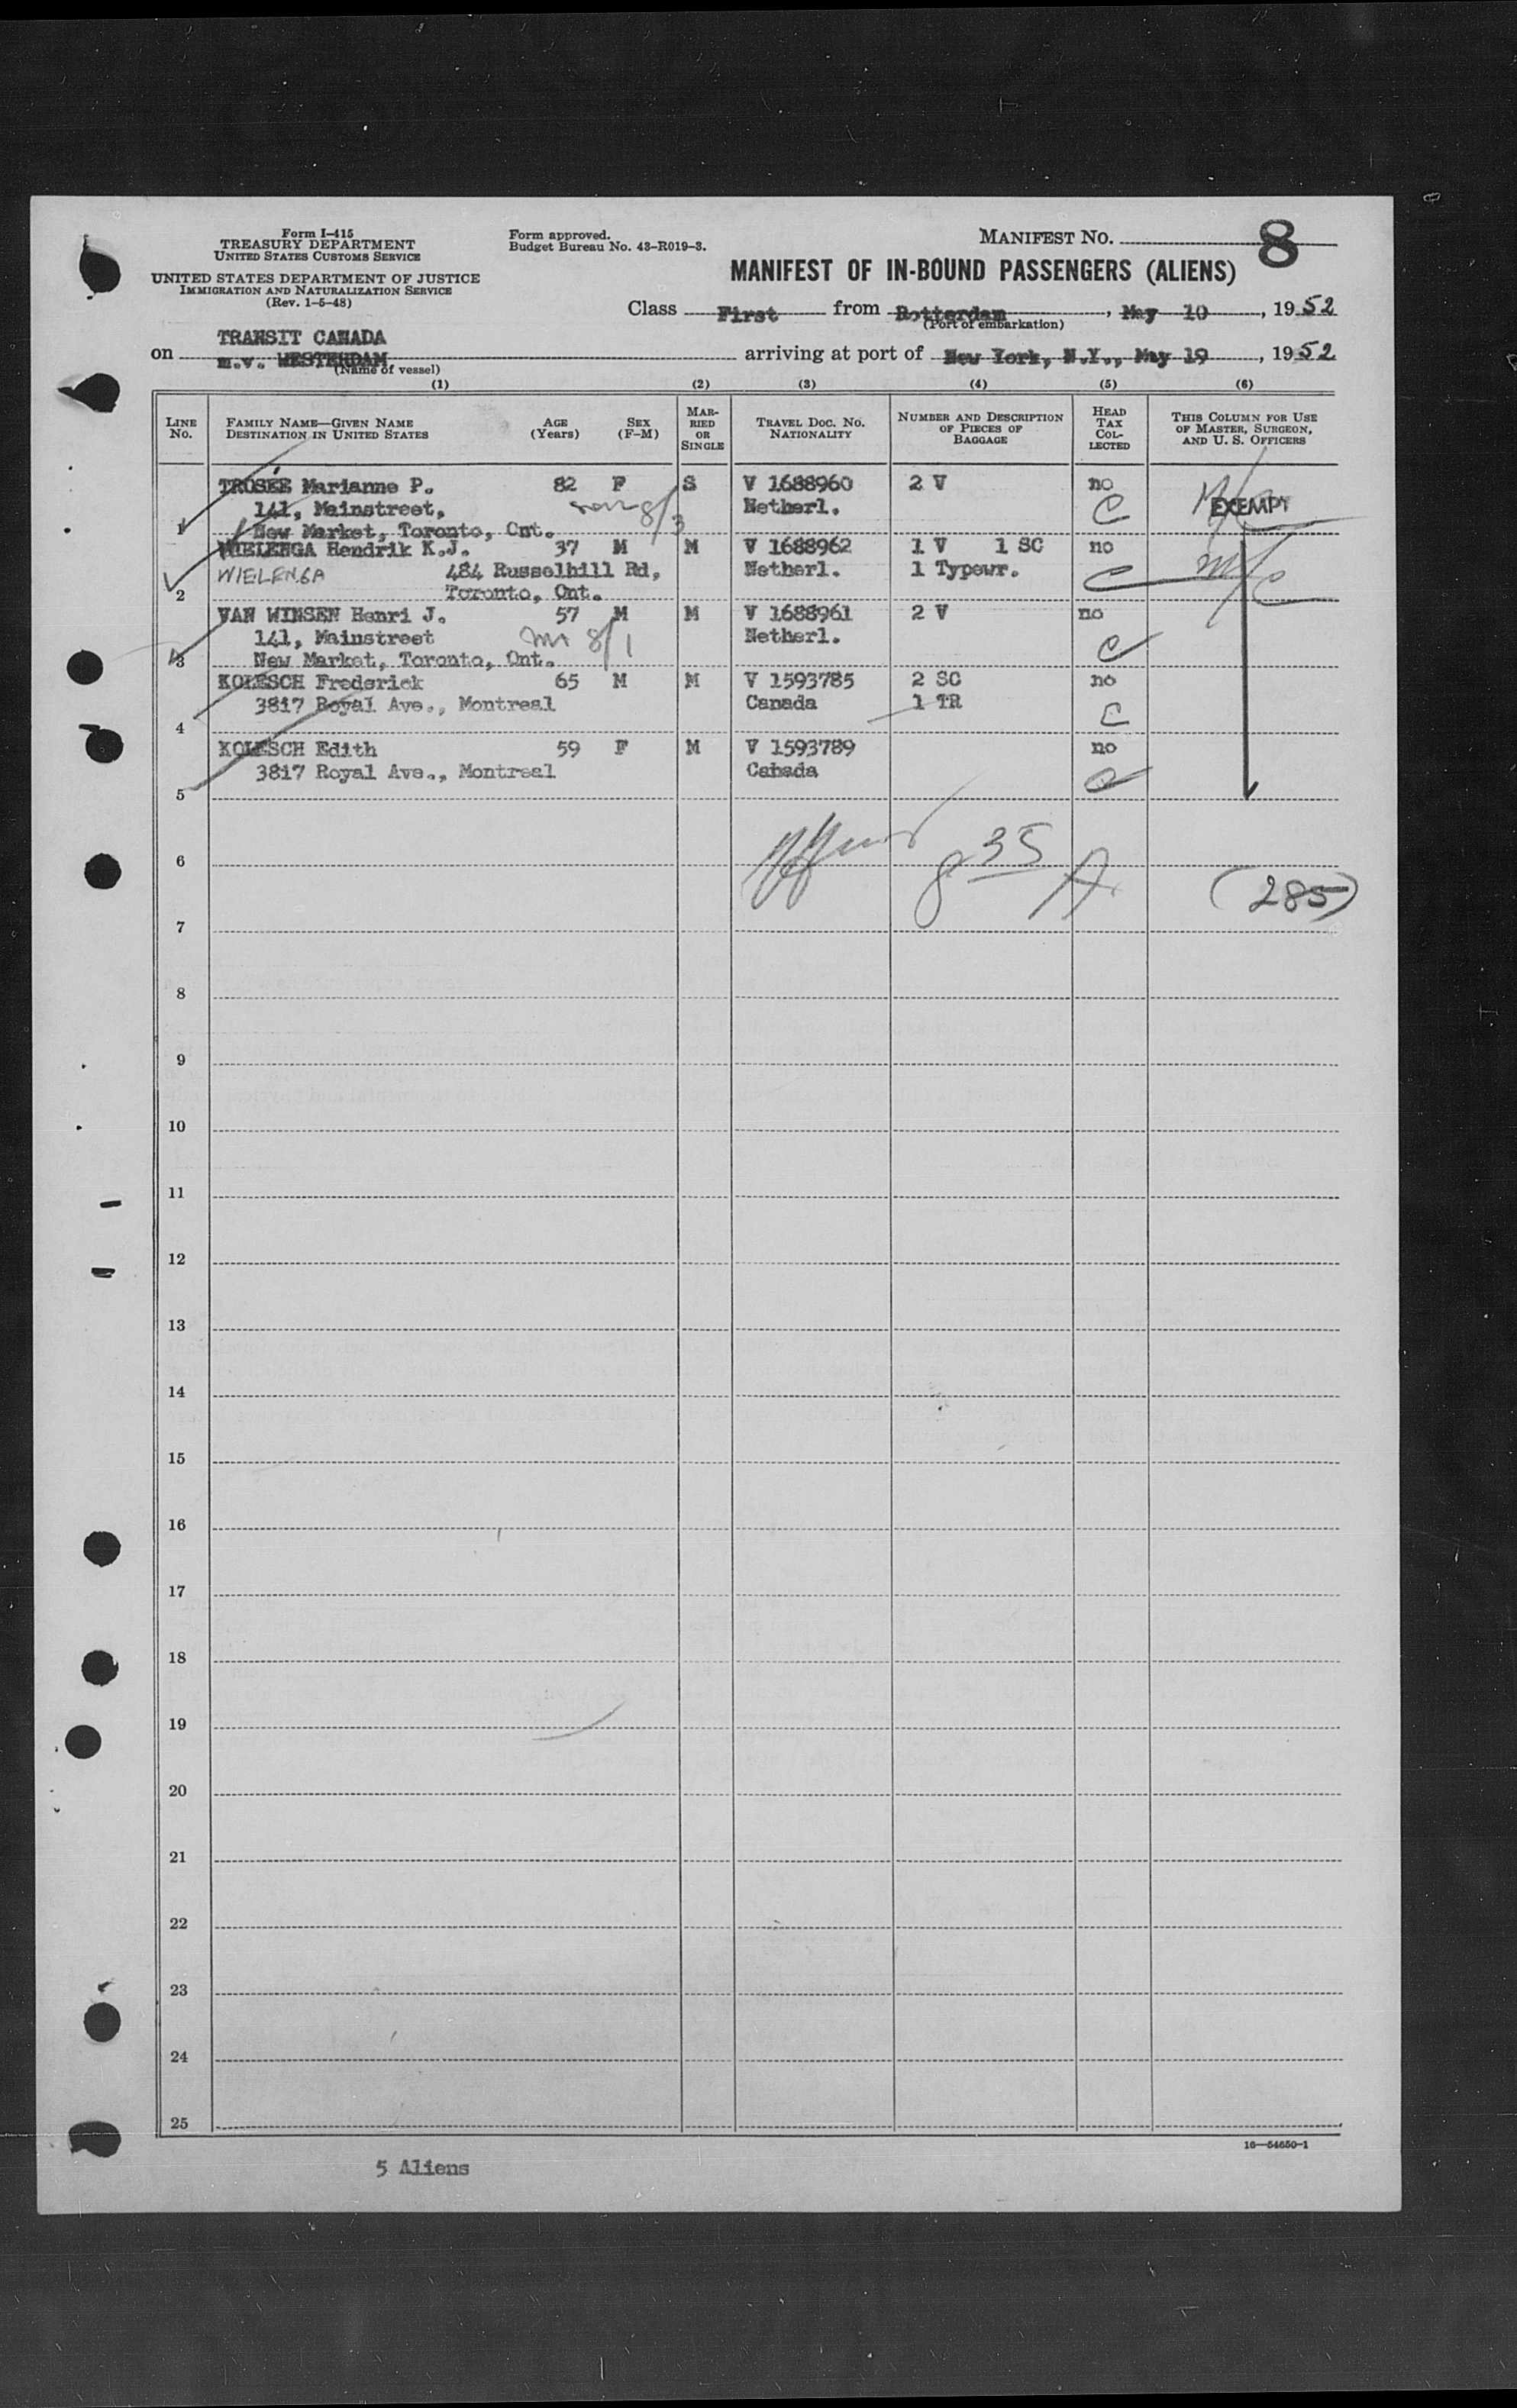 Form I-415
TREASURY DEPARTMENT
UNITED STATES CUSTOMS SERVICE
UNITED STATES DEPARTMENT OF JUSTICE
IMMIGRATION AND NATURALIZATION SERVICE
(Rev. 1-5-48)
Form approved.
Budget Bureau No. 43-R019-3.
MANIFEST NO. 8
MANIFEST OF IN-BOUND PASSENGERS (ALIENS)
Class First from Rotterdam, May 10, 1952
(Port of embarkation)
TRANSIT CANADA
on m.v. WESTERDAM arriving at port of New York, N.Y., May 19, 1952
(Name of vessel)
(1) (2) (3) (4) (5) (6)
LINE NO. FAMILY NAME—GIVEN NAME DESTINATION IN UNITED STATES AGE (Years) SEX (F-M) MARRIED OR SINGLE TRAVEL DOC. NO. NATIONALITY NUMBER AND DESCRIPTION OF PIECES OF BAGGAGE HEAD TAX COLLECTED THIS COLUMN FOR USE OF MASTER, SURGEON, AND U. S. OFFICERS
TROSÉE Marianne P. 82 F S V 1688960 2 V no
141, Mainstreet, 8/3 Netherl. C EXEMPT
1 New Market, Toronto, Ont.
WIELENGA Hendrik K.J. 37 M M V 1688962 1 V 1 SC no
WIELENGA 484 Russelhill Rd, Netherl. 1 Typewr. C
2 Toronto, Ont.
VAN WINSEN Henri J. 57 M M V 1688961 2 V no
141, Mainstreet 8/1 Netherl. C
3 New Market, Toronto, Ont.
KOLESCH Frederick 65 M M V 1593785 2 SC no
3817 Royal Ave., Montreal Canada 1 TR C
4
KOLESCH Edith 59 F M V 1593789 no
3817 Royal Ave., Montreal Canada
5
6 8 35 A
(285)
7
8
9
10
11
12
13
14
15
16
17
18
19
20
21
22
23
24
25
16—54650-1
5 Aliens